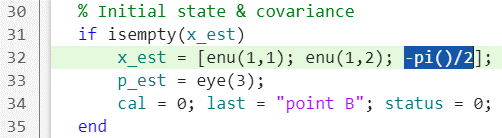 30 % Initial state & covariance
31 if isempty(x_est)
32 x_est = [enu(1,1); enu(1,2); -pi()/2];
33 p_est = eye(3);
34 cal = 0; last = "point B"; status = 0;
35 end